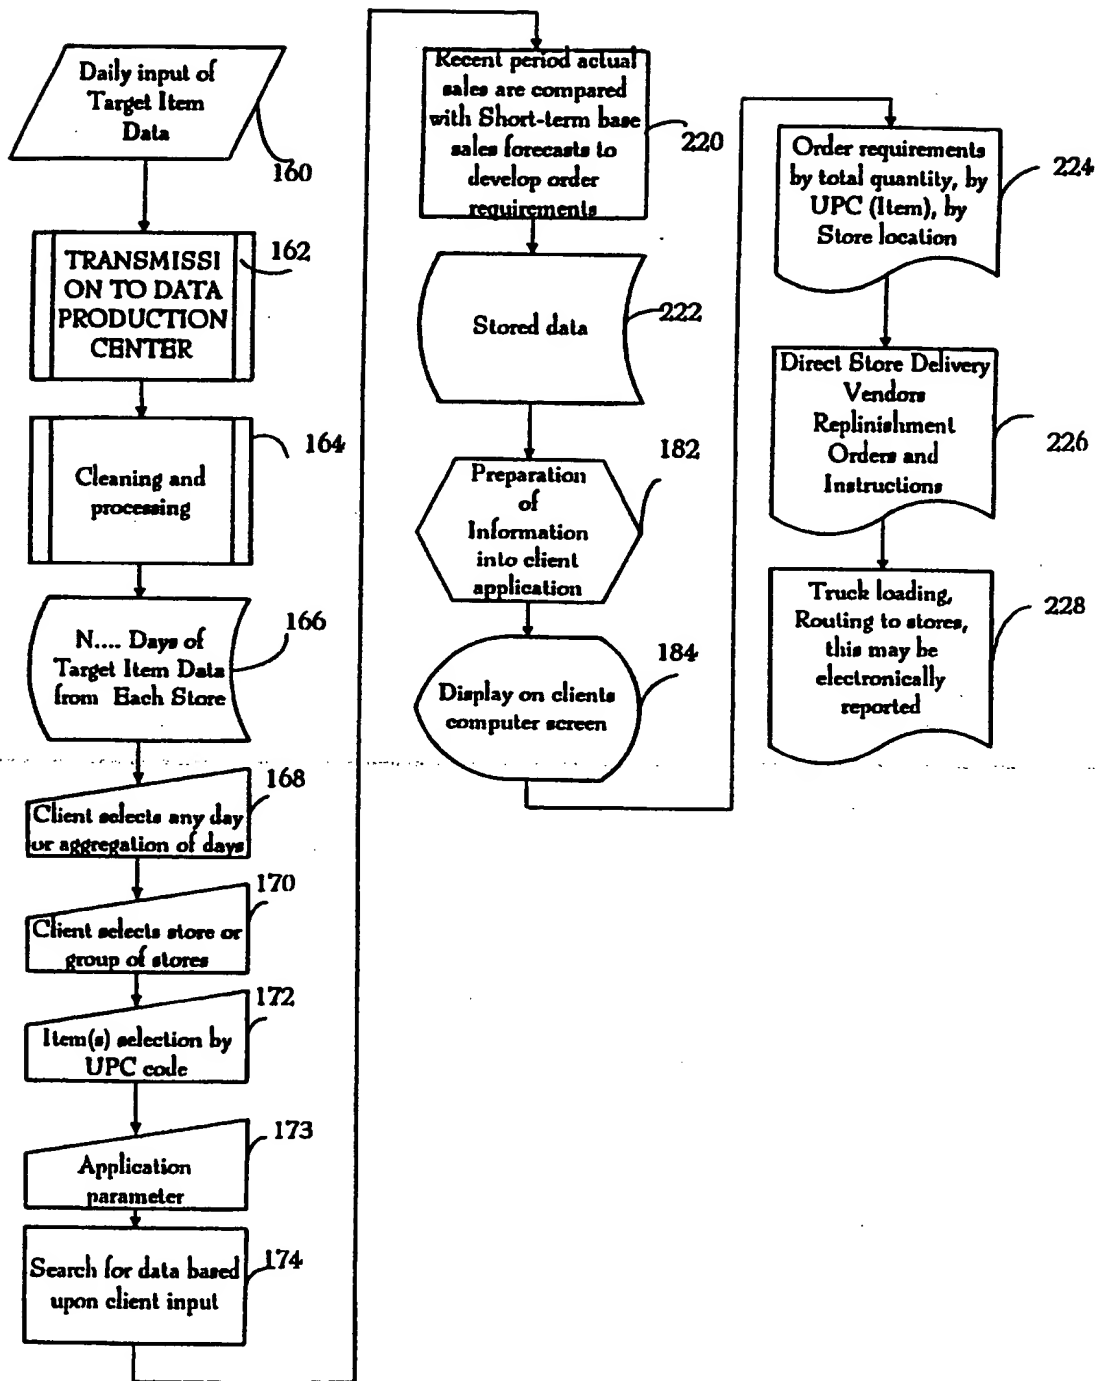 Daily input of
Target Item
Data
160
TRANSMISSI
ON TO DATA
PRODUCTION
CENTER
162
Cleaning and
processing
164
N.... Days of
Target Item Data
from Each Store
166
Client selects any day
or aggregation of days
168
Client selects store or
group of stores
170
Item(s) selection by
UPC code
172
Application
parameter
173
Search for data based
upon client input
174
Recent period actual
sales are compared
with Short-term base
sales forecasts to
develop order
requirements
220
Stored data
222
Preparation
of
Information
into client
application
182
Display on clients
computer screen
184
Order requirements
by total quantity, by
UPC (Item), by
Store location
224
Direct Store Delivery
Vendors
Replinishment
Orders and
Instructions
226
Truck loading,
Routing to stores,
this may be
electronically
reported
228